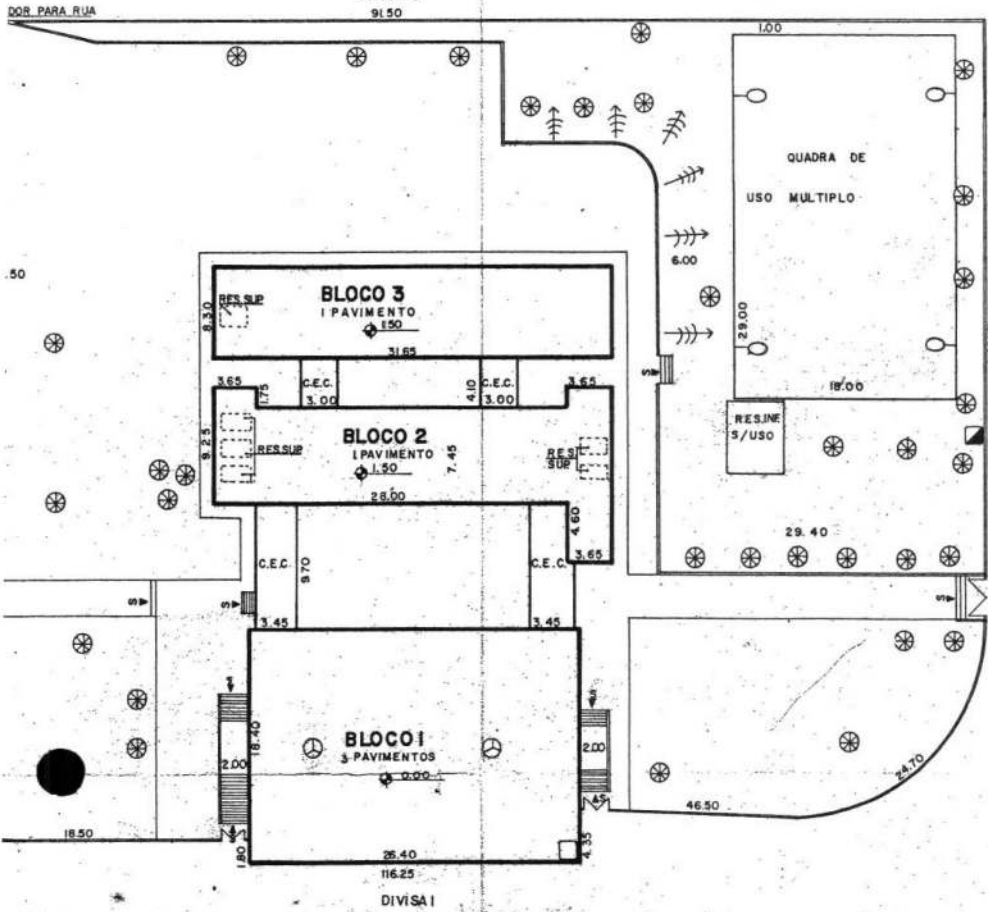 DOR PARA RUA
91.50
1.00
QUADRA DE
USO MULTIPLO
6.00
.50
29.00
18.00
BLOCO 3
1 PAVIMENTO
1.50
RES.SUP
8.30
31.65
3.65
1.75
C.E.C.
3.00
4.10
C.E.C.
3.00
3.65
S
RES.INF.
S/USO
BLOCO 2
1 PAVIMENTO
1.50
9.25
RES.SUP
7.45
RES.
SUP
28.00
4.60
3.65
29.40
C.E.C.
9.70
C.E.C.
S
S
S
3.45
3.45
BLOCO 1
3 PAVIMENTOS
0.00
18.40
2.00
S
2.00
S
24.70
46.50
18.50
1.80
26.40
4.35
116.25
DIVISA 1